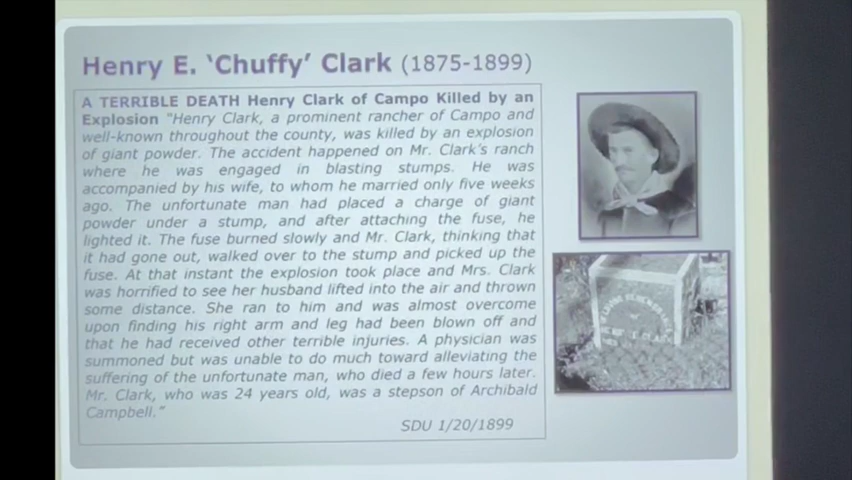 Henry E. ‘Chuffy’ Clark (1875-1899)
A TERRIBLE DEATH Henry Clark of Campo Killed by an
Explosion “Henry Clark, a prominent rancher of Campo and
well-known throughout the county, was killed by an explosion
of giant powder. The accident happened on Mr. Clark’s ranch
where he was engaged in blasting stumps. He was
accompanied by his wife, to whom he married only five weeks
ago. The unfortunate man had placed a charge of giant
powder under a stump, and after attaching the fuse, he
lighted it. The fuse burned slowly and Mr. Clark, thinking that
it had gone out, walked over to the stump and picked up the
fuse. At that instant the explosion took place and Mrs. Clark
was horrified to see her husband lifted into the air and thrown
some distance. She ran to him and was almost overcome
upon finding his right arm and leg had been blown off and
that he had received other terrible injuries. A physician was
summoned but was unable to do much toward alleviating the
suffering of the unfortunate man, who died a few hours later.
Mr. Clark, who was 24 years old, was a stepson of Archibald
Campbell.”
SDU 1/20/1899